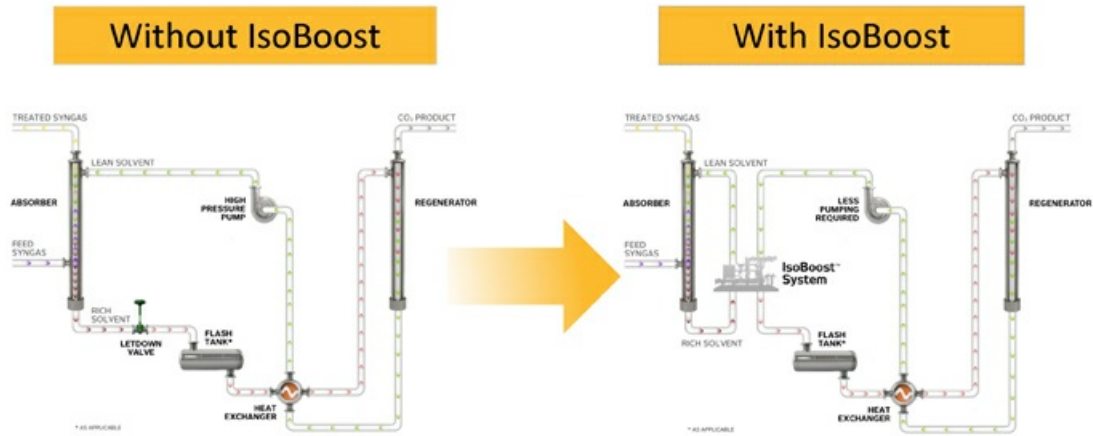 Without IsoBoost
With IsoBoost
TREATED SYNGAS
CO₂ PRODUCT
LEAN SOLVENT
ABSORBER
HIGH
PRESSURE
PUMP
REGENERATOR
FEED
SYNGAS
RICH
SOLVENT
LETDOWN
VALVE
FLASH
TANK*
HEAT
EXCHANGER
* AS APPLICABLE
TREATED SYNGAS
CO₂ PRODUCT
LEAN SOLVENT
ABSORBER
LESS
PUMPING
REQUIRED
REGENERATOR
FEED
SYNGAS
IsoBoost™
System
RICH SOLVENT
FLASH
TANK*
HEAT
EXCHANGER
* AS APPLICABLE